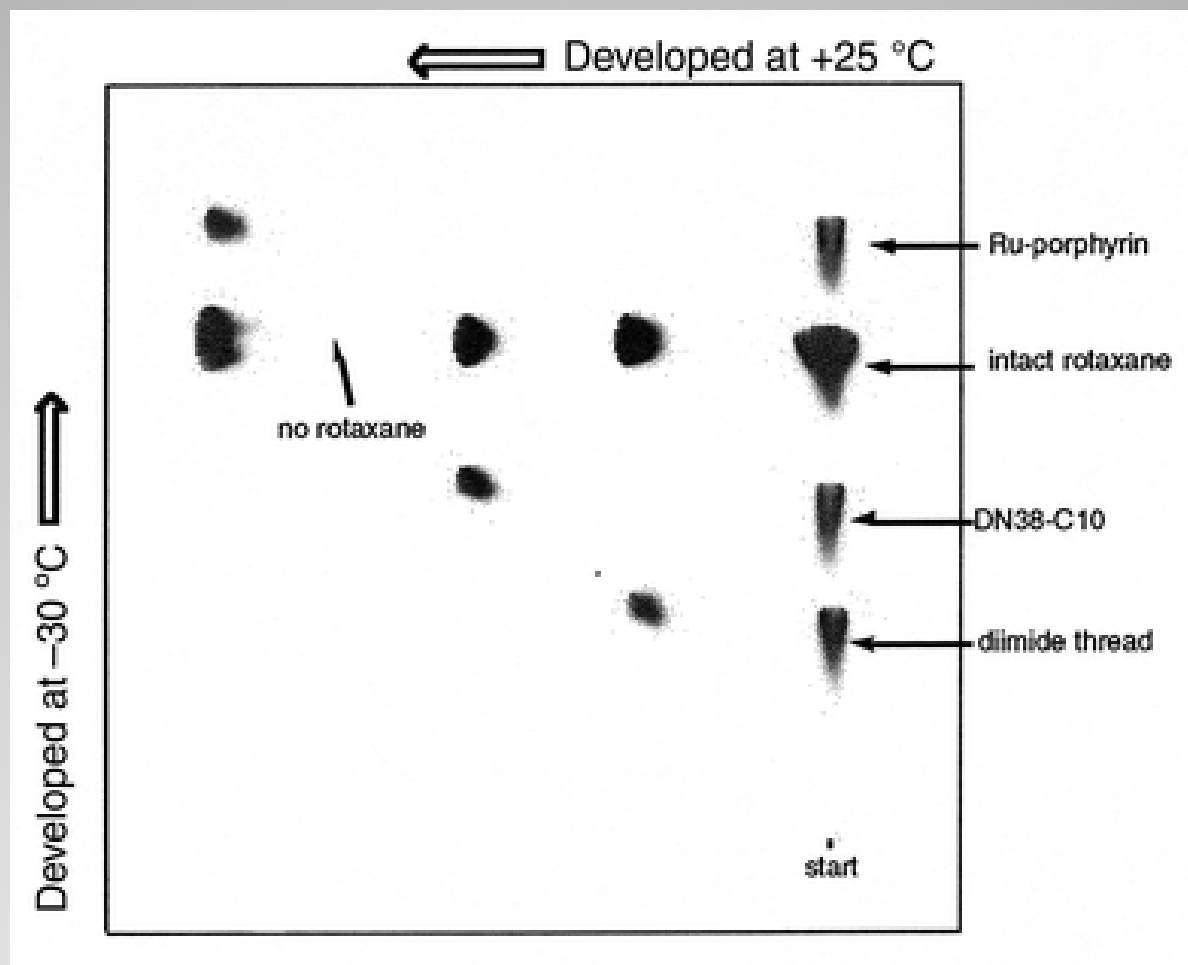 Developed at +25 °C
Ru-porphyrin
intact rotaxane
no rotaxane
DN38-C10
diimide thread
Developed at –30 °C
start